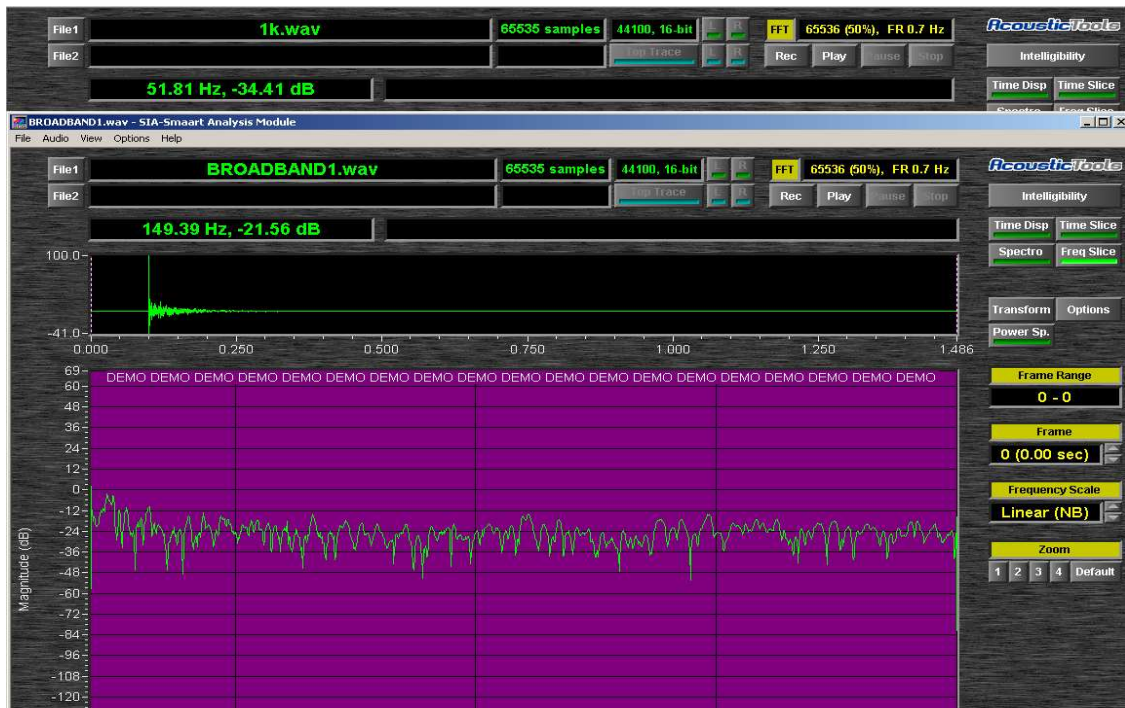 File1 1k.wav 65535 samples 44100, 16-bit L R FFT 65536 (50%), FR 0.7 Hz AcousticTools
File2 Top Trace L R Rec Play Pause Stop Intelligibility
51.81 Hz, -34.41 dB Time Disp Time Slice
Spectro Freq Slice
BROADBAND1.wav - SIA-Smaart Analysis Module
File Audio View Options Help
File1 BROADBAND1.wav 65535 samples 44100, 16-bit L R FFT 65536 (50%), FR 0.7 Hz AcousticTools
File2 Top Trace L R Rec Play Pause Stop Intelligibility
149.39 Hz, -21.56 dB Time Disp Time Slice
Spectro Freq Slice
100.0
Transform Options
Power Sp.
-41.0
0.000 0.250 0.500 0.750 1.000 1.250 1.486
DEMO DEMO DEMO DEMO DEMO DEMO DEMO DEMO DEMO DEMO DEMO DEMO DEMO DEMO DEMO DEMO DEMO DEMO DEMO
Frame Range
0 - 0
Frame
0 (0.00 sec)
Frequency Scale
Linear (NB)
Zoom
1 2 3 4 Default
Magnitude (dB)
69
60
48
36
24
12
0
-12
-24
-36
-48
-60
-72
-84
-96
-108
-120